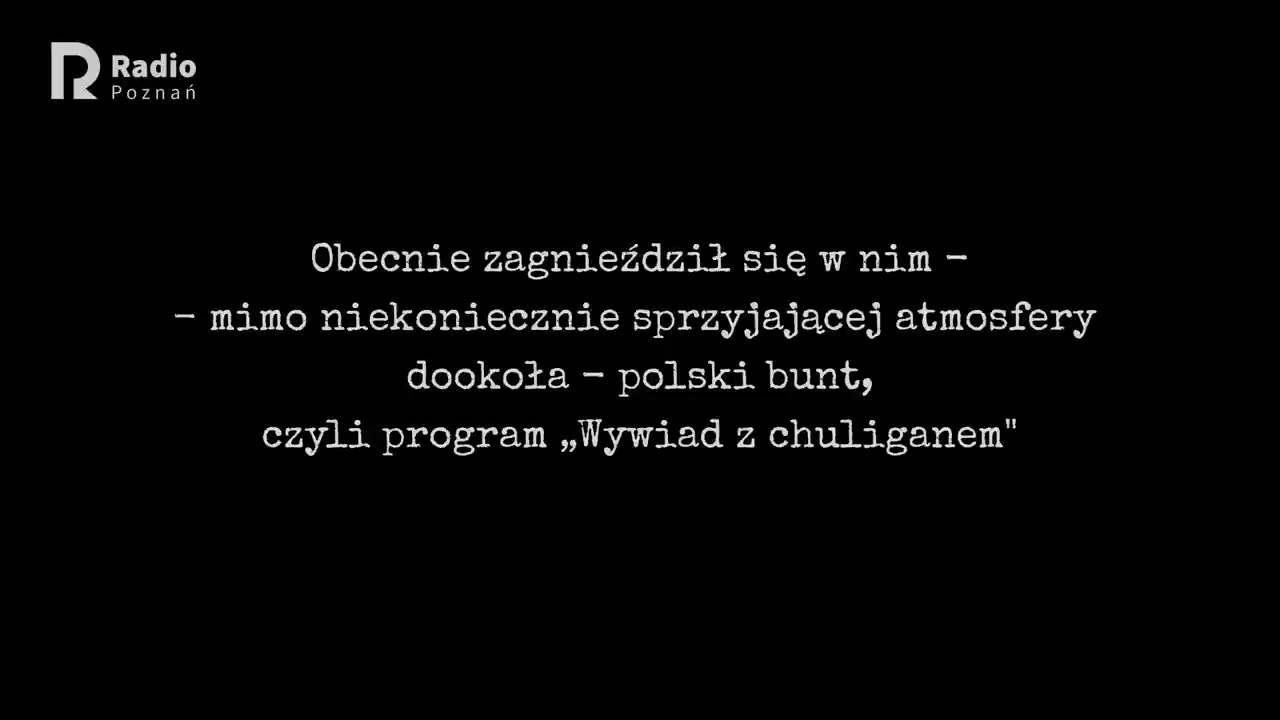 Radio
Poznań
Obecnie zagnieździł się w nim –
– mimo niekoniecznie sprzyjającej atmosfery
dookoła – polski bunt,
czyli program „Wywiad z chuliganem"